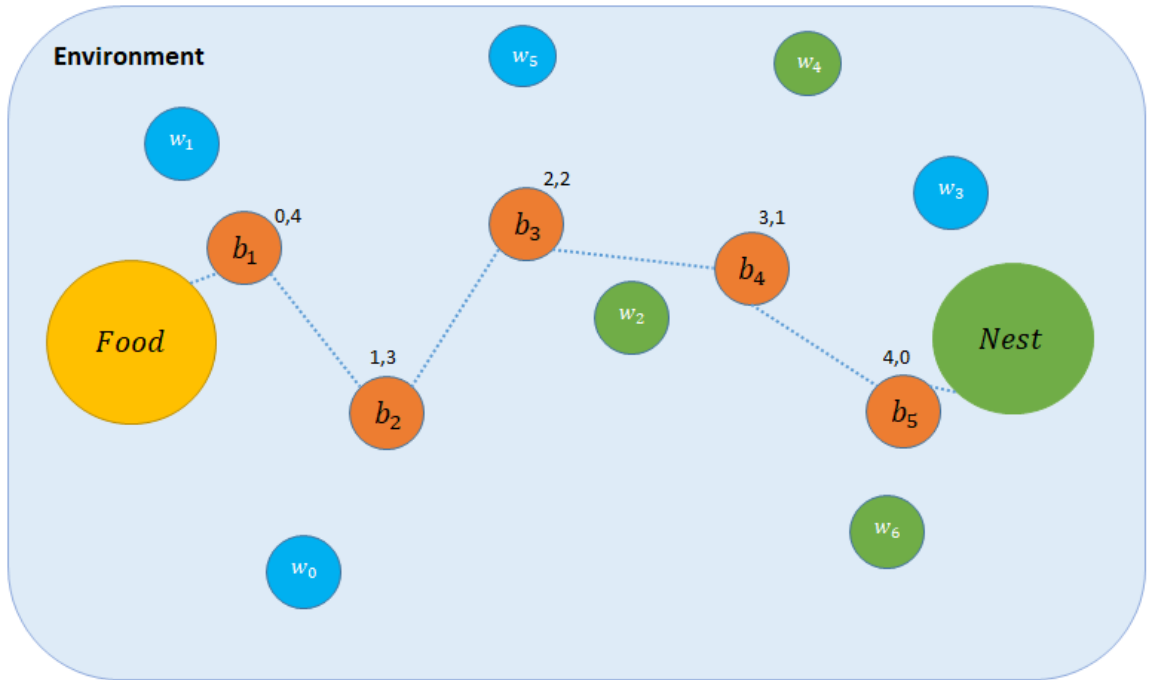 Environment
w₅
w₄
w₁
2,2
w₃
0,4
b₃
3,1
b₁
b₄
w₂
Food
Nest
1,3
4,0
b₂
b₅
w₆
w₀